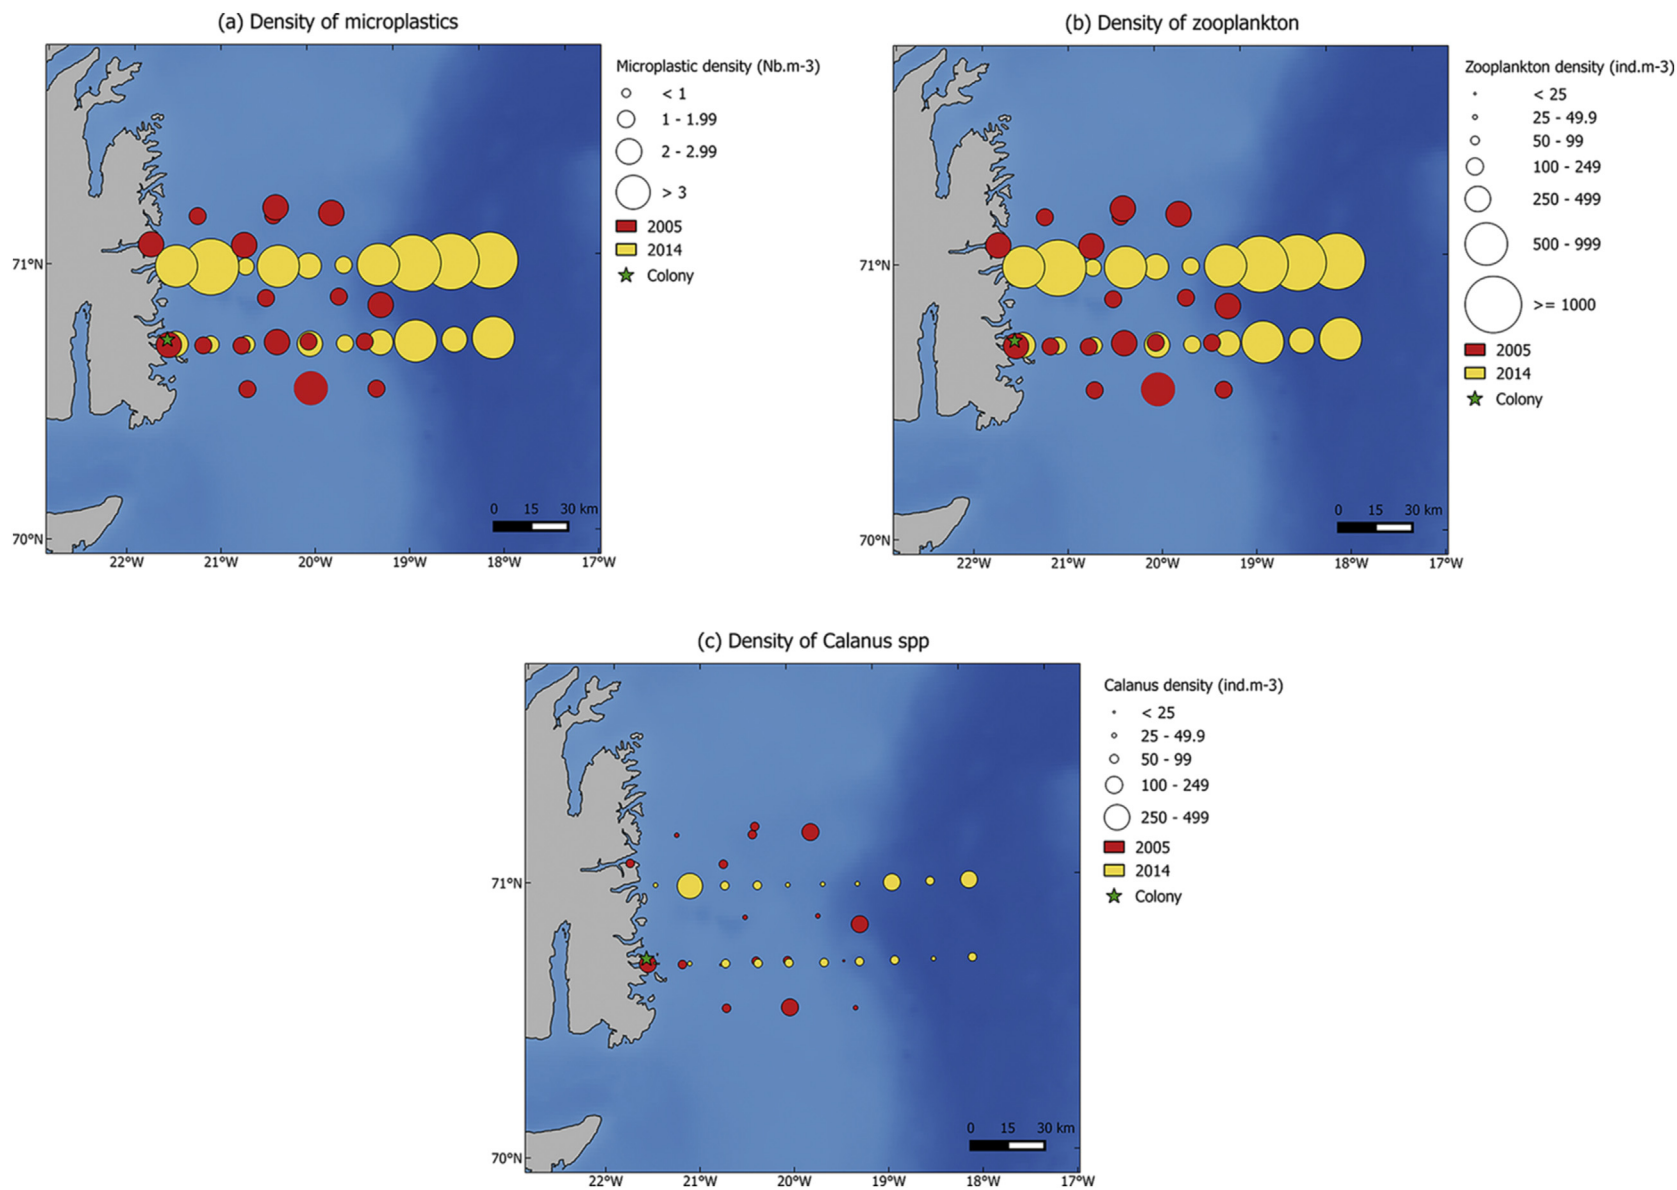 (a) Density of microplastics
Microplastic density (Nb.m-3)
< 1
1 - 1.99
2 - 2.99
> 3
2005
2014
Colony
71°N
70°N
0 15 30 km
22°W 21°W 20°W 19°W 18°W 17°W
(b) Density of zooplankton
Zooplankton density (ind.m-3)
< 25
25 - 49.9
50 - 99
100 - 249
250 - 499
500 - 999
>= 1000
2005
2014
Colony
71°N
70°N
0 15 30 km
22°W 21°W 20°W 19°W 18°W 17°W
(c) Density of Calanus spp
Calanus density (ind.m-3)
< 25
25 - 49.9
50 - 99
100 - 249
250 - 499
2005
2014
Colony
71°N
70°N
0 15 30 km
22°W 21°W 20°W 19°W 18°W 17°W